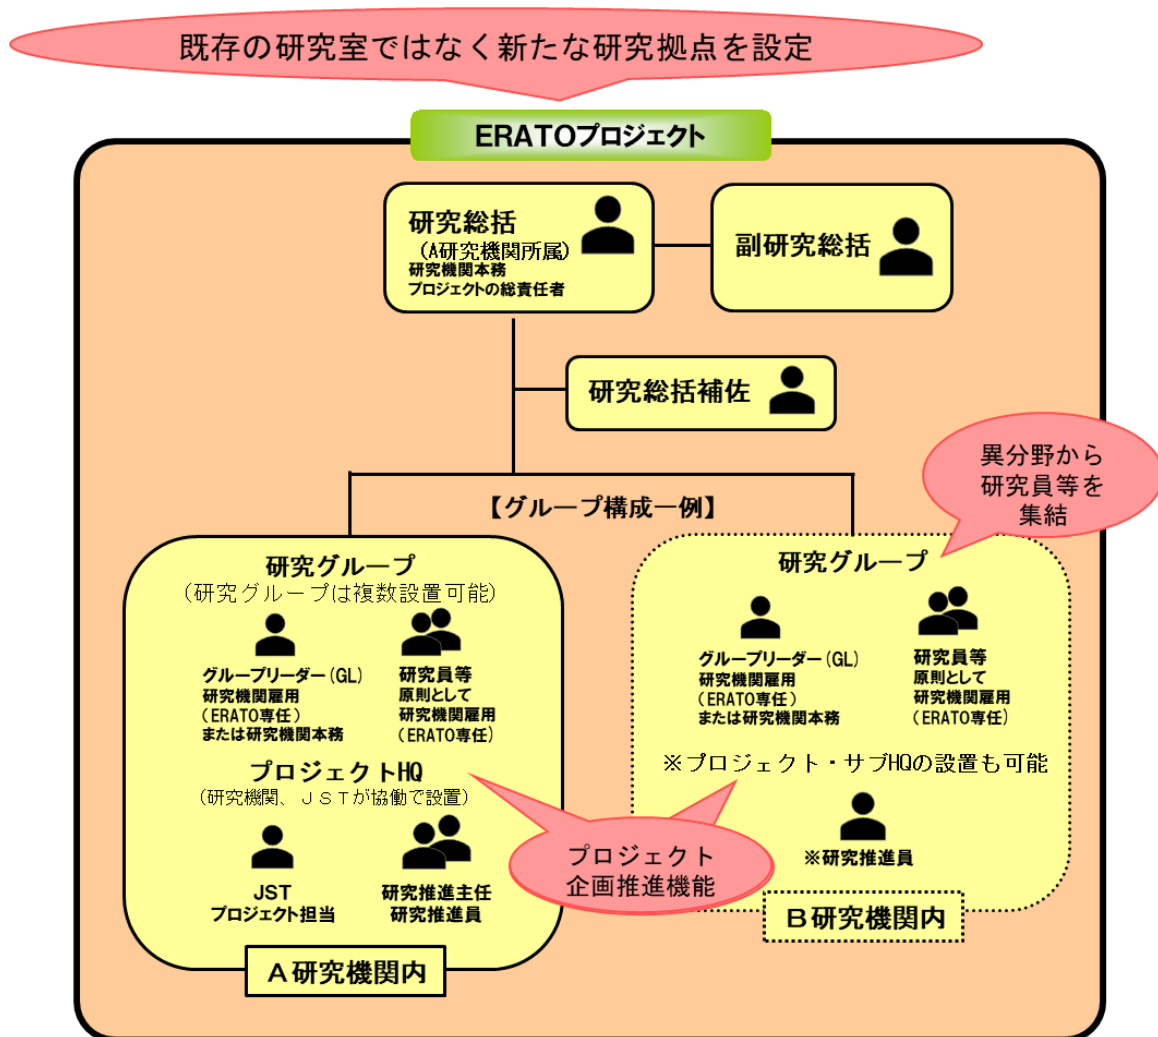 既存の研究室ではなく新たな研究拠点を設定
ERATOプロジェクト
研究総括
(A研究機関所属)
研究機関本務
プロジェクトの総責任者
副研究総括
研究総括補佐
異分野から
研究員等を
集結
【グループ構成一例】
研究グループ
(研究グループは複数設置可能)
グループリーダー(GL)
研究機関雇用
(ERATO専任)
または研究機関本務
研究員等
原則として
研究機関雇用
(ERATO専任)
プロジェクトHQ
(研究機関、JSTが協働で設置)
JST
プロジェクト担当
研究推進主任
研究推進員
A研究機関内
研究グループ
グループリーダー(GL)
研究機関雇用
(ERATO専任)
または研究機関本務
研究員等
原則として
研究機関雇用
(ERATO専任)
※プロジェクト・サブHQの設置も可能
※研究推進員
プロジェクト
企画推進機能
B研究機関内